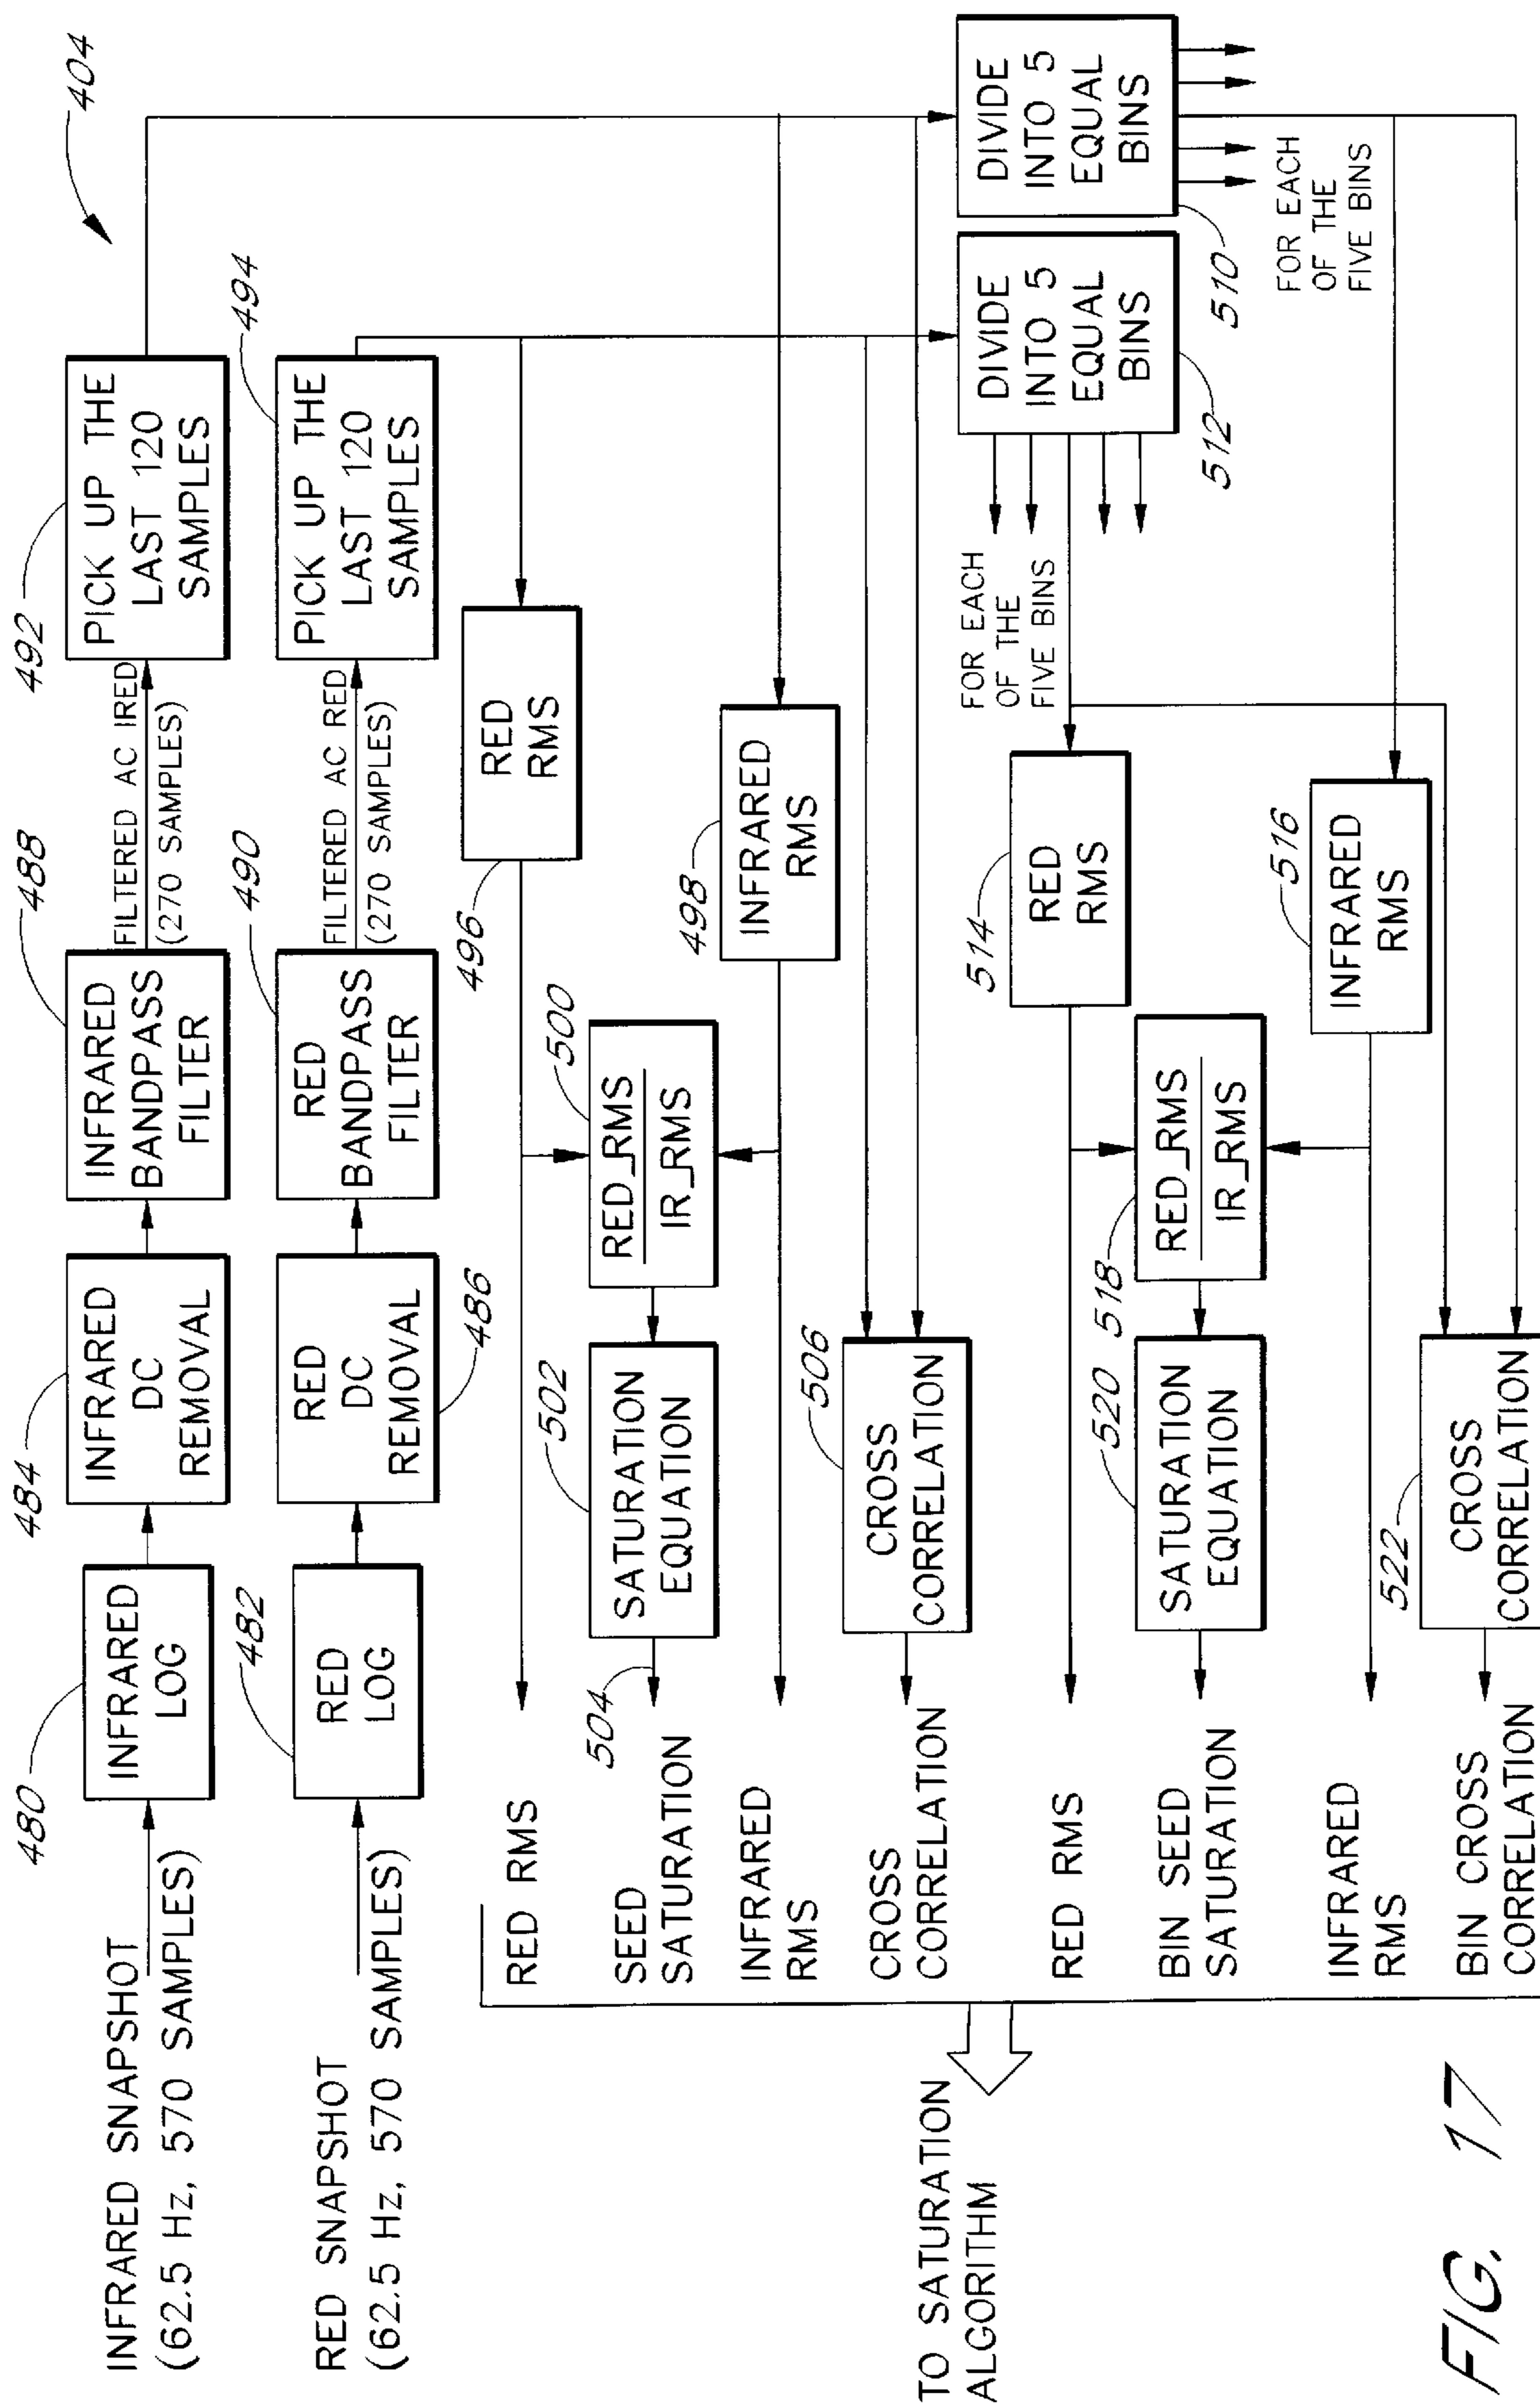 404
INFRARED SNAPSHOT
(62.5 Hz, 570 SAMPLES)
480
INFRARED
LOG
484
INFRARED
DC
REMOVAL
488
INFRARED
BANDPASS
FILTER
FILTERED AC IRED
(270 SAMPLES)
492
PICK UP THE
LAST 120
SAMPLES
RED SNAPSHOT
(62.5 Hz, 570 SAMPLES)
482
RED
LOG
RED
DC
REMOVAL
486
490
RED
BANDPASS
FILTER
FILTERED AC RED
(270 SAMPLES)
494
PICK UP THE
LAST 120
SAMPLES
RED RMS
496
RED
RMS
SEED
SATURATION
504
502
SATURATION
EQUATION
500
RED_RMS
IR_RMS
INFRARED
RMS
498
INFRARED
RMS
CROSS
CORRELATION
506
CROSS
CORRELATION
DIVIDE
INTO 5
EQUAL
BINS
512
DIVIDE
INTO 5
EQUAL
BINS
510
FOR EACH
OF THE
FIVE BINS
FOR EACH
OF THE
FIVE BINS
RED RMS
514
RED
RMS
BIN SEED
SATURATION
520
SATURATION
EQUATION
518
RED_RMS
IR_RMS
INFRARED
RMS
516
INFRARED
RMS
BIN CROSS
CORRELATION
522
CROSS
CORRELATION
TO SATURATION
ALGORITHM
FIG. 17